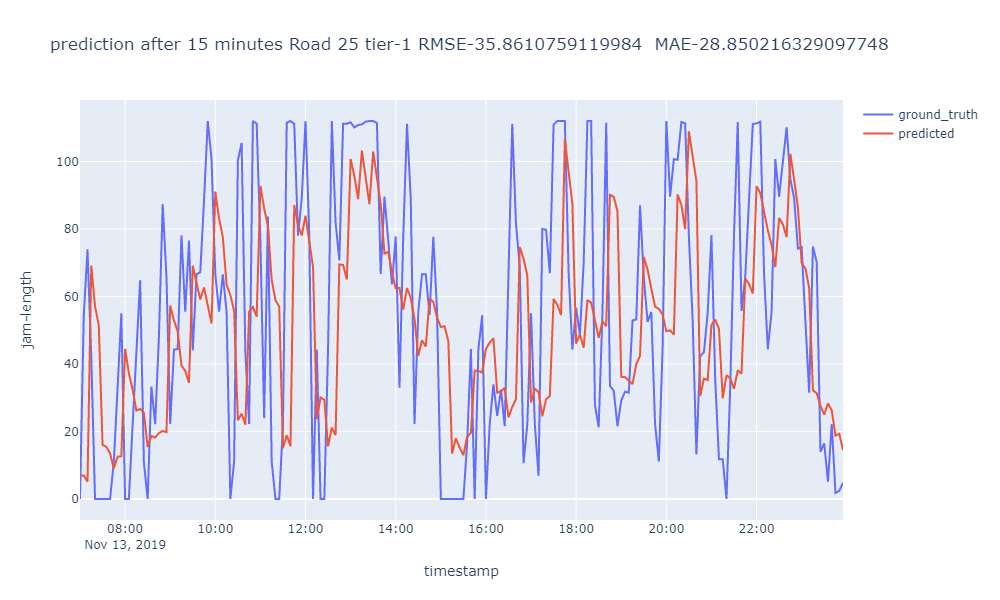 prediction after 15 minutes Road 25 tier-1 RMSE-35.8610759119984  MAE-28.850216329097748
ground_truth
predicted
100
80
60
40
20
0
jam-length
08:00 10:00 12:00 14:00 16:00 18:00 20:00 22:00
Nov 13, 2019
timestamp